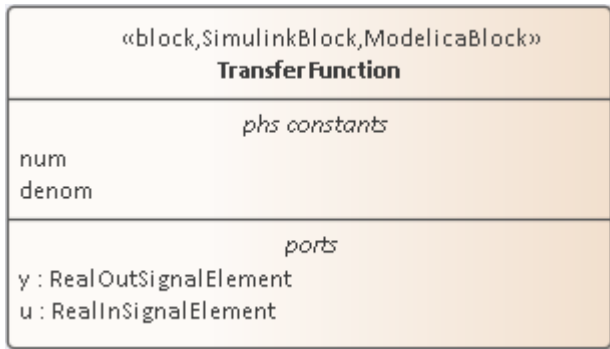 «block,SimulinkBlock,ModelicaBlock»
TransferFunction
phs constants
num
denom
ports
y : RealOutSignalElement
u : RealInSignalElement